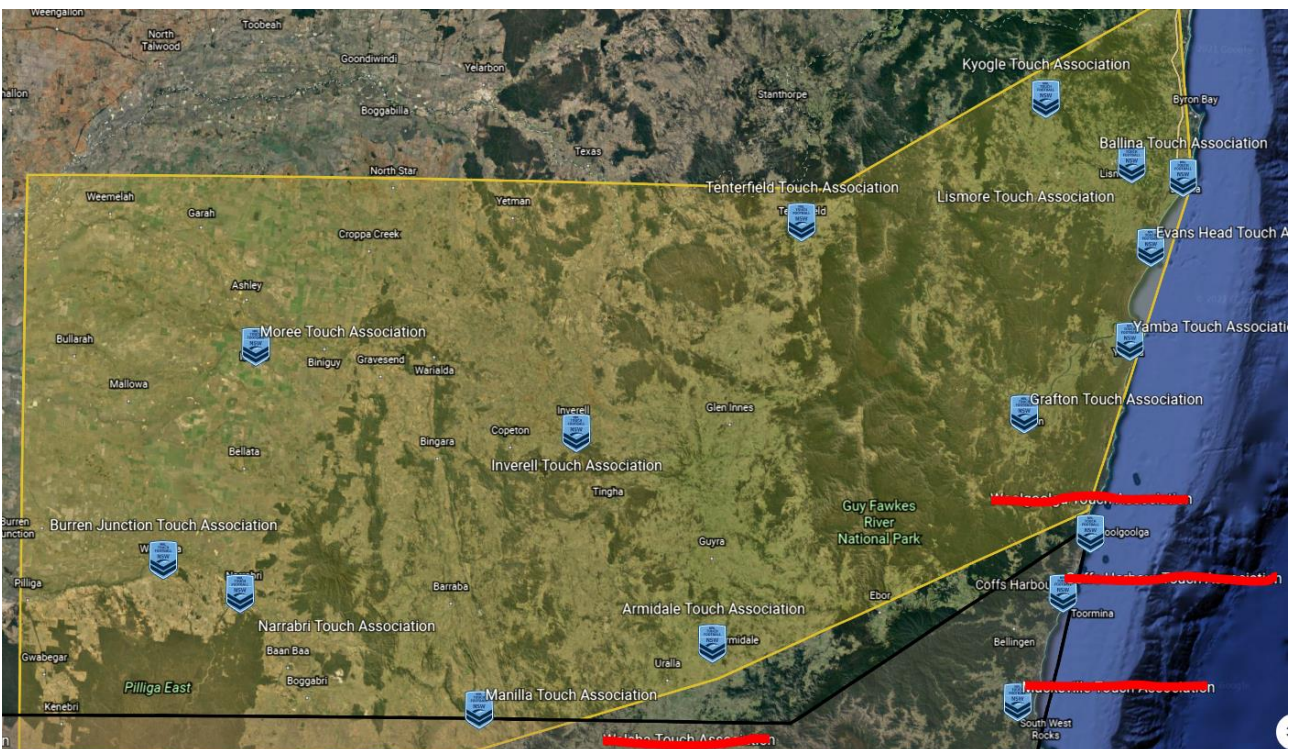 Weengallon
Toobeah
North
Talwood
Goondiwindi
Yelarbon
Kyogle Touch Association
Stanthorpe
Boggabilla
Byron Bay
Texas
Ballina Touch Association
North Star
Tenterfield Touch Association
Lismore Touch Association
Weemelah
Garah
Yetman
Croppa Creek
Evans Head Touch A
Ashley
Moree Touch Association
Yamba Touch Associati
Bullarah
Biniguy
Gravesend
Warialda
Mallowa
Grafton Touch Association
Inverell
Glen Innes
Copeton
Bingara
Bellata
Inverell Touch Association
Tingha
Guy Fawkes
River
National Park
Burren Junction Touch Association
oolgoolga
Guyra
Pilliga
Barraba
Ebor
Coffs Harbou
Armidale Touch Association
Toormina
Narrabri Touch Association
midale
Bellingen
Baan Baa
Gwabegar
Uralla
Pilliga East
Boggabri
Manilla Touch Association
Kenebri
South West
Rocks